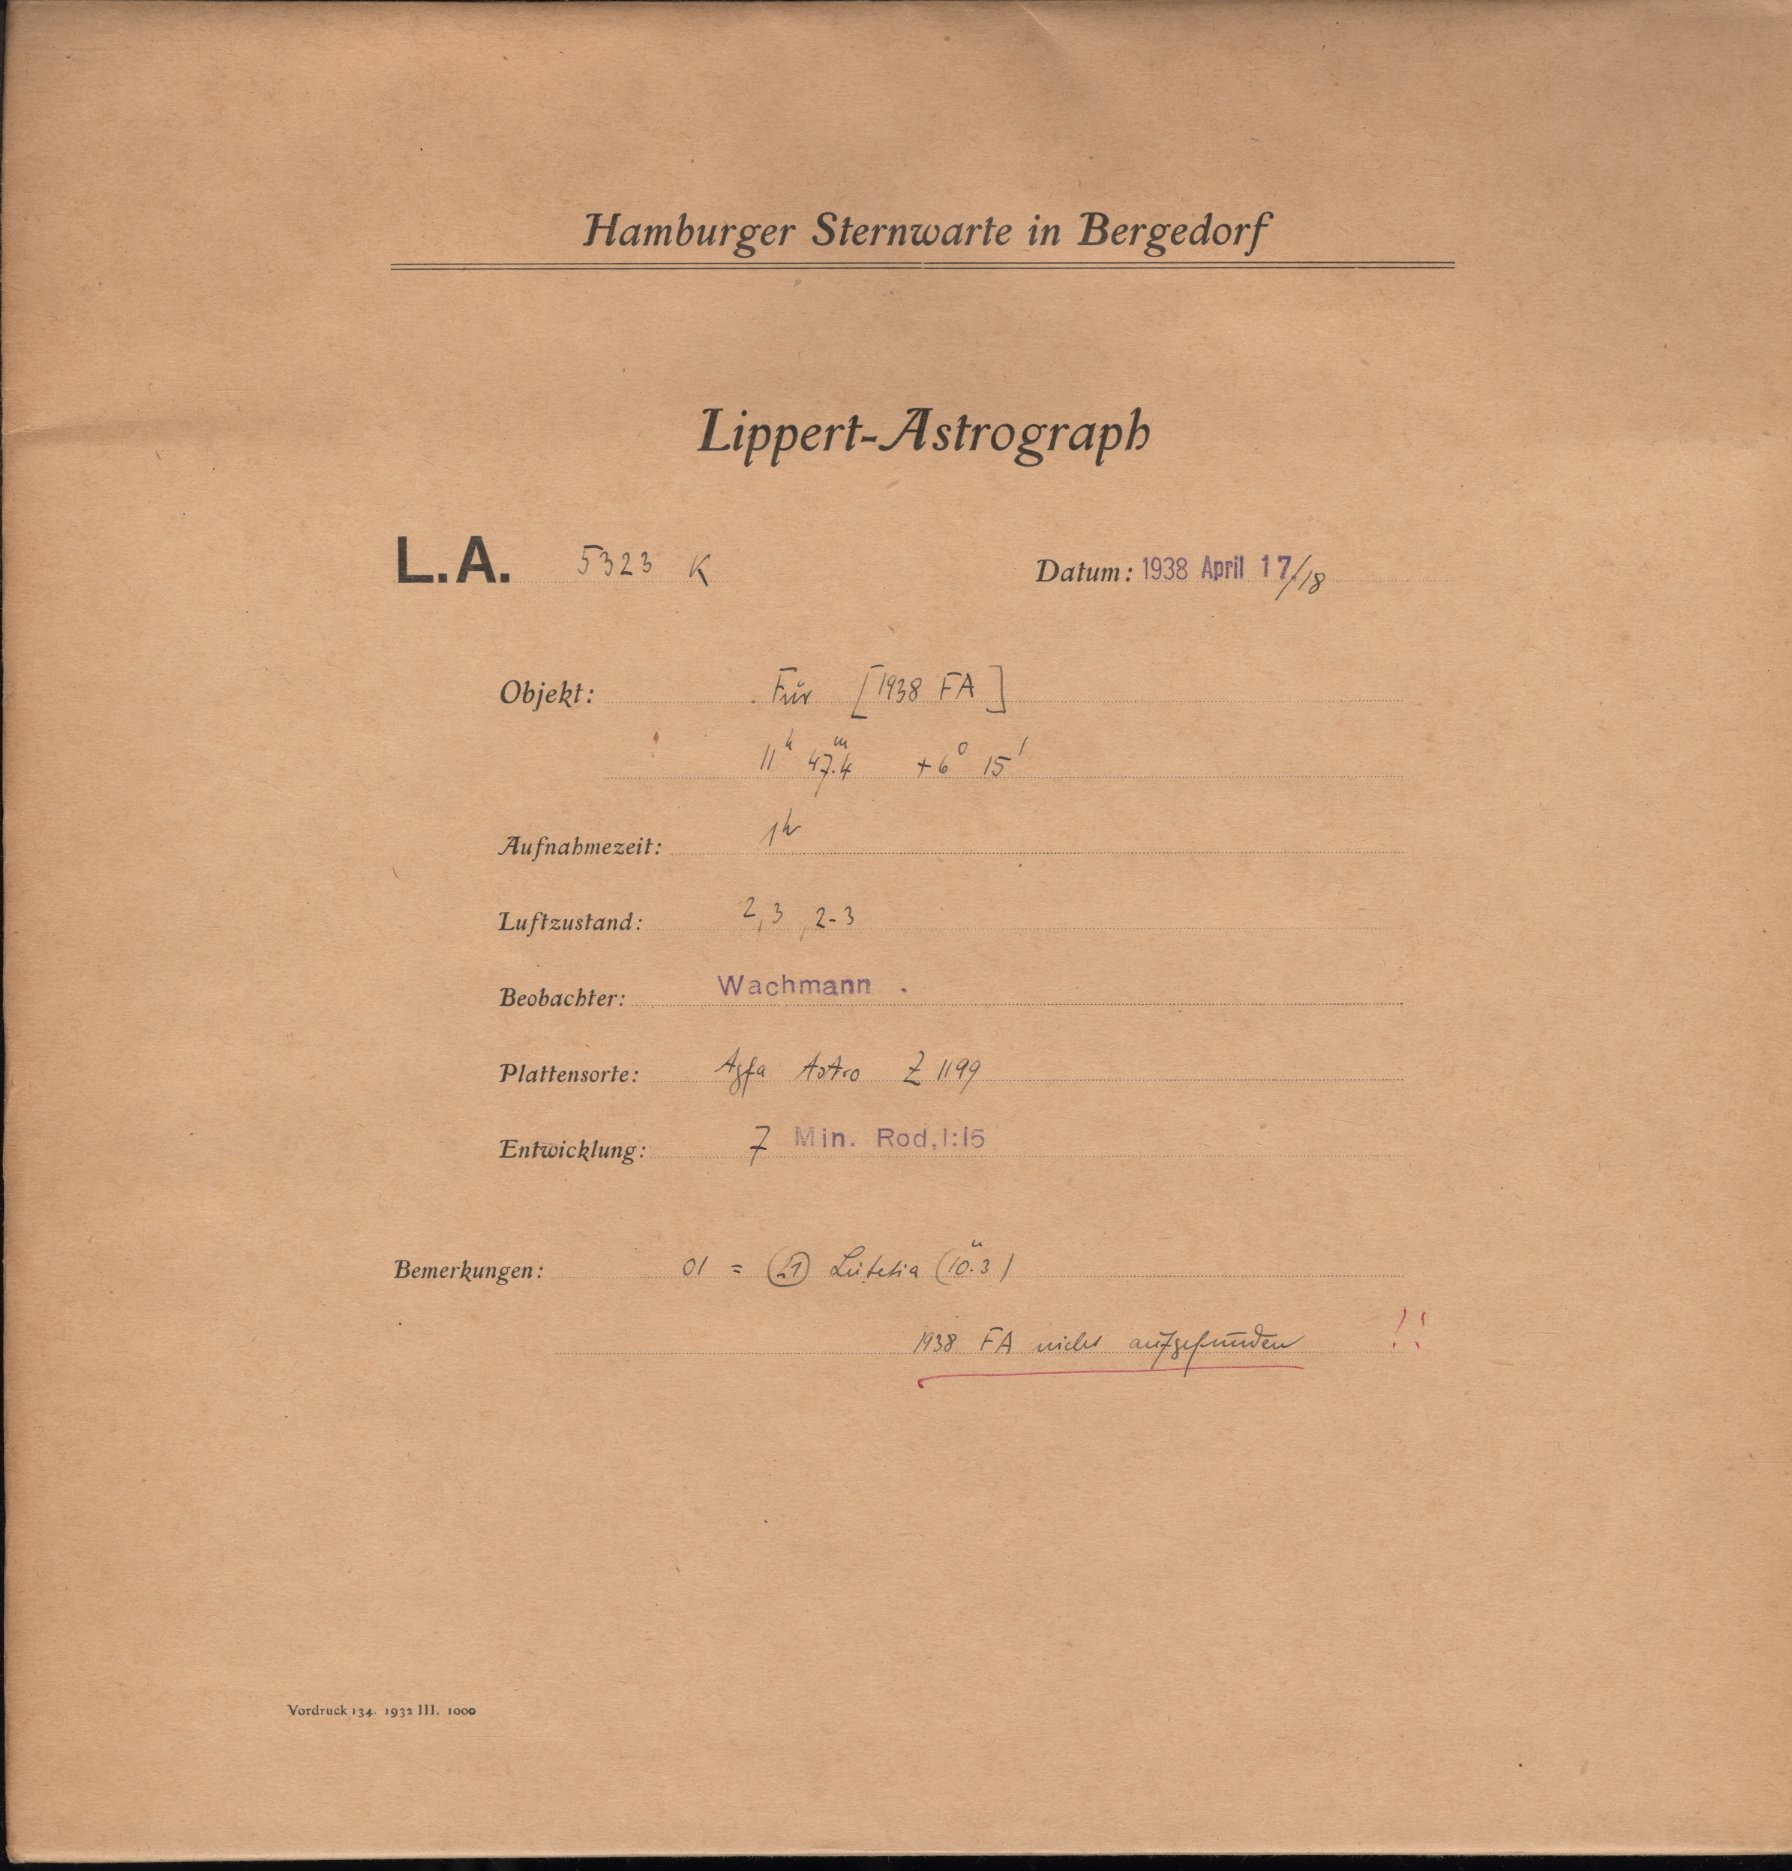 Hamburger Sternwarte in Bergedorf
Lippert-Astrograph
L.A. 5323 K Datum: 1938 April 17./18
Objekt: Für [1938 FA]
11ʰ 47ᵐ.4 +6° 15'
Aufnahmezeit: 1ʰ
Luftzustand: 2,3, 2-3
Beobachter: Wachmann.
Plattensorte: Agfa Astro Z 1199
Entwicklung: 7 Min. Rod, 1:15
Bemerkungen: 01 = (21) Lutetia (10.3)
1938 FA nicht aufgefunden !!
Vordruck 134. 1932 III. 1000